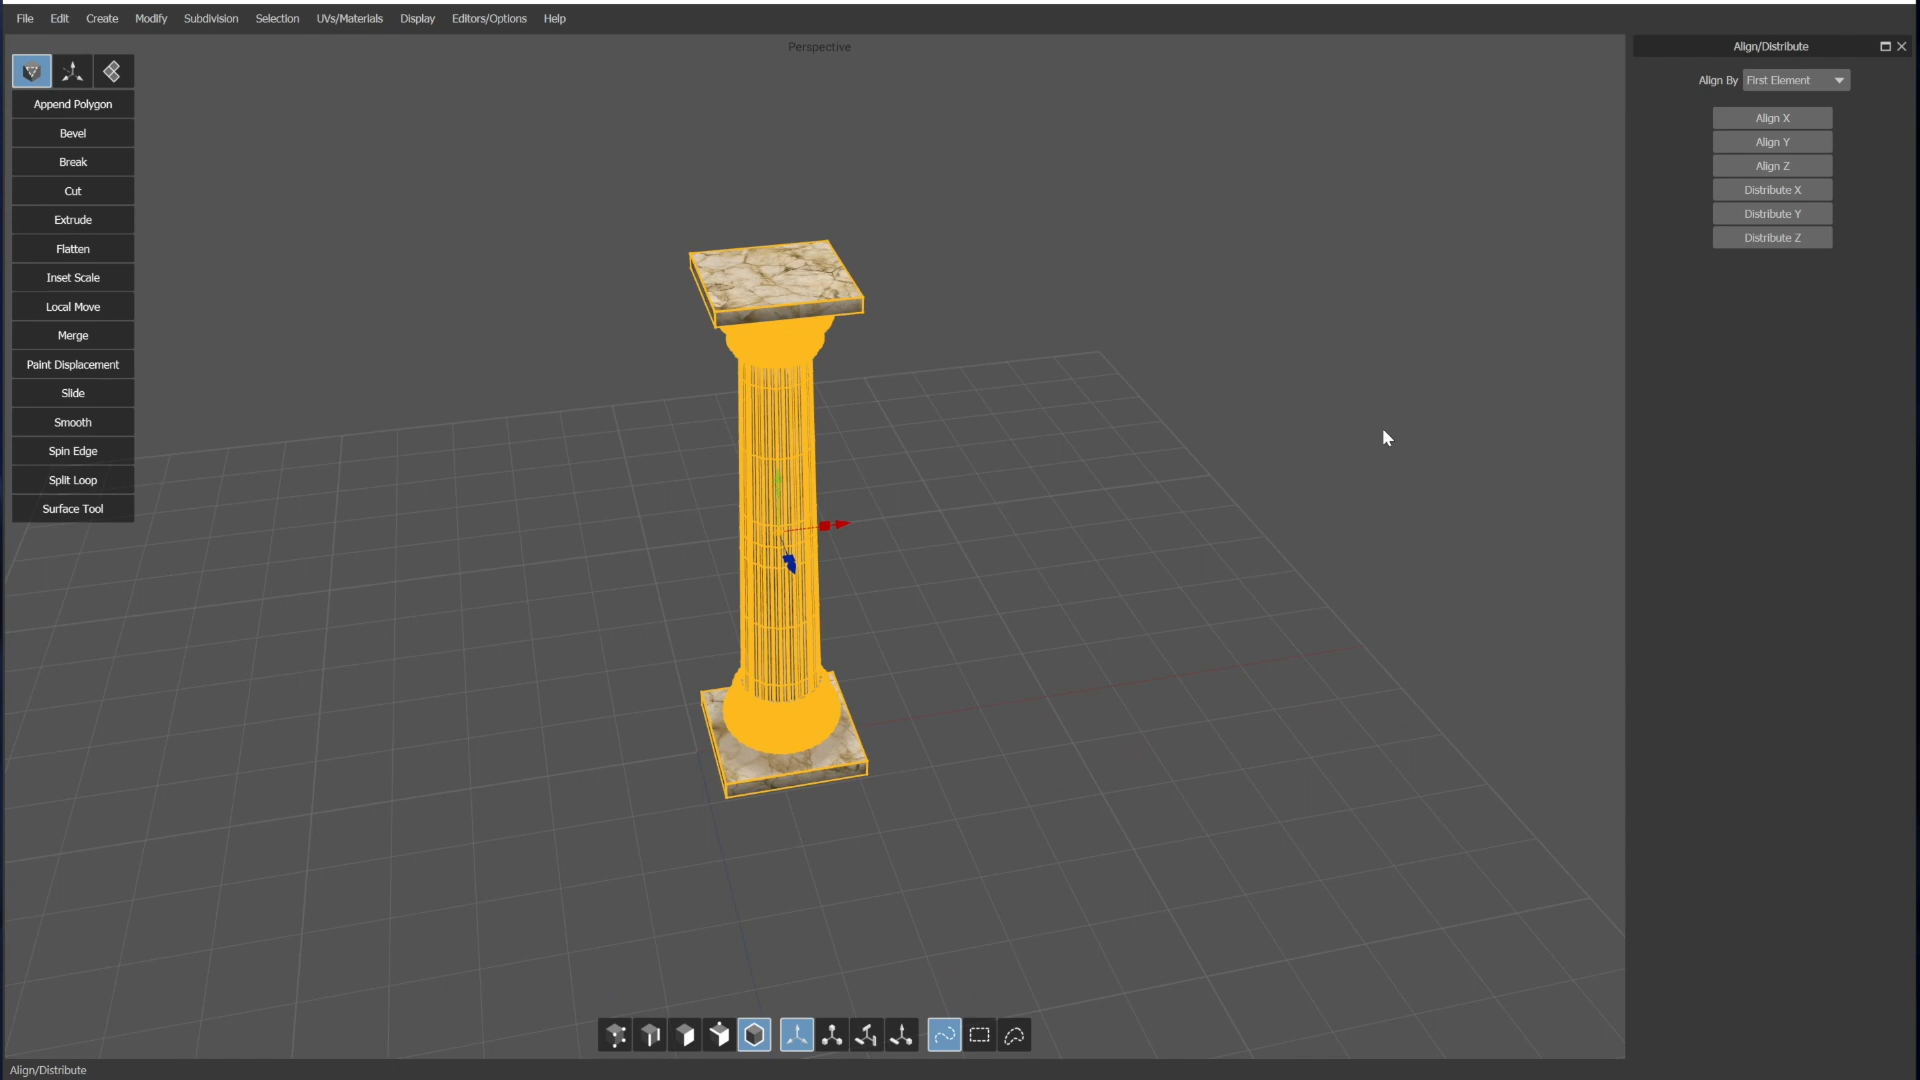 File Edit Create Modify Subdivision Selection UVs/Materials Display Editors/Options Help
Perspective
Align/Distribute
Align By First Element
Align X
Align Y
Align Z
Distribute X
Distribute Y
Distribute Z
Append Polygon
Bevel
Break
Cut
Extrude
Flatten
Inset Scale
Local Move
Merge
Paint Displacement
Slide
Smooth
Spin Edge
Split Loop
Surface Tool
Align/Distribute